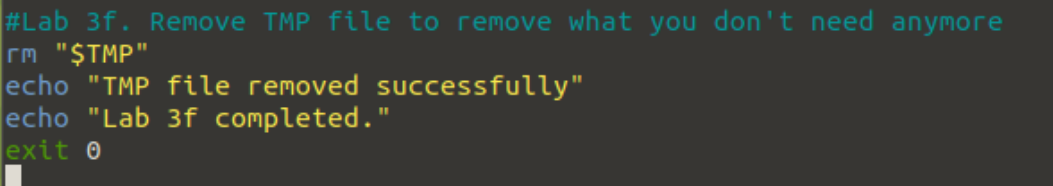 #Lab 3f. Remove TMP file to remove what you don't need anymore
rm "$TMP"
echo "TMP file removed successfully"
echo "Lab 3f completed."
exit 0